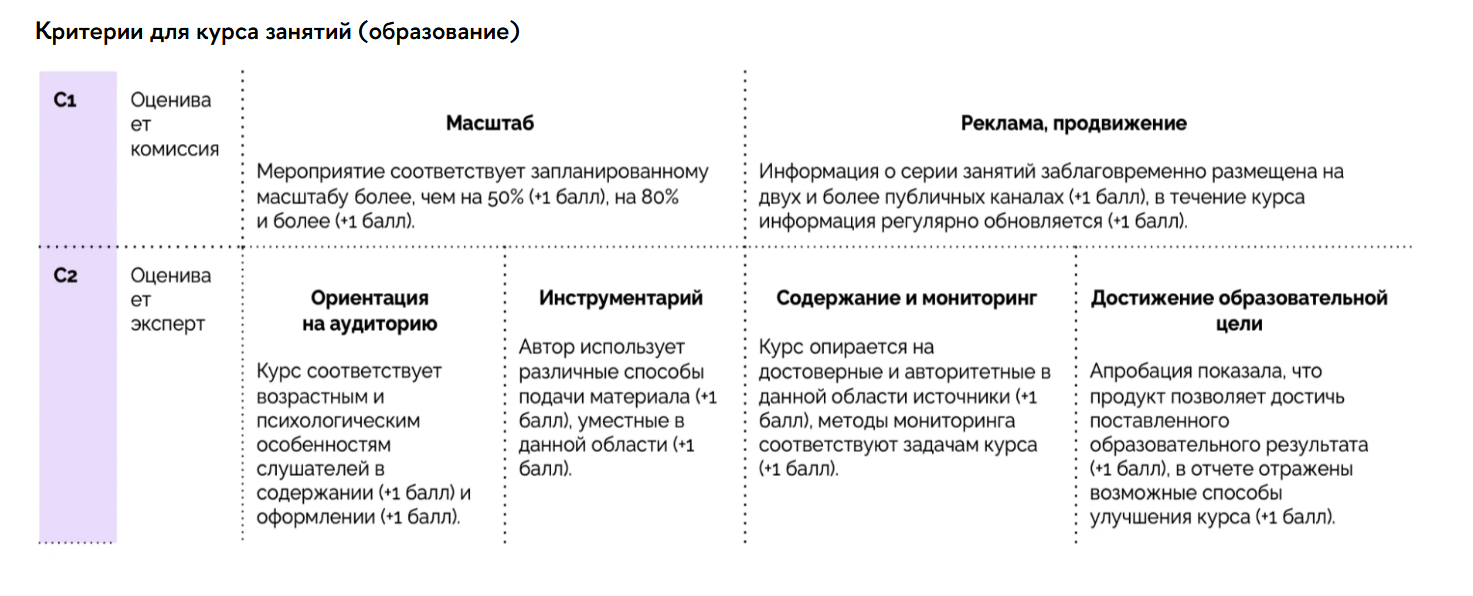 Критерии для курса занятий (образование)
C1
Оценива
ет
комиссия
Масштаб
Мероприятие соответствует запланированному
масштабу более, чем на 50% (+1 балл), на 80%
и более (+1 балл).
Реклама, продвижение
Информация о серии занятий заблаговременно размещена на
двух и более публичных каналах (+1 балл), в течение курса
информация регулярно обновляется (+1 балл).
C2
Оценива
ет
эксперт
Ориентация
на аудиторию
Курс соответствует
возрастным и
психологическим
особенностям
слушателей в
содержании (+1 балл) и
оформлении (+1 балл).
Инструментарий
Автор использует
различные способы
подачи материала (+1
балл), уместные в
данной области (+1
балл).
Содержание и мониторинг
Курс опирается на
достоверные и авторитетные в
данной области источники (+1
балл), методы мониторинга
соответствуют задачам курса
(+1 балл).
Достижение образовательной
цели
Апробация показала, что
продукт позволяет достичь
поставленного
образовательного результата
(+1 балл), в отчете отражены
возможные способы
улучшения курса (+1 балл).